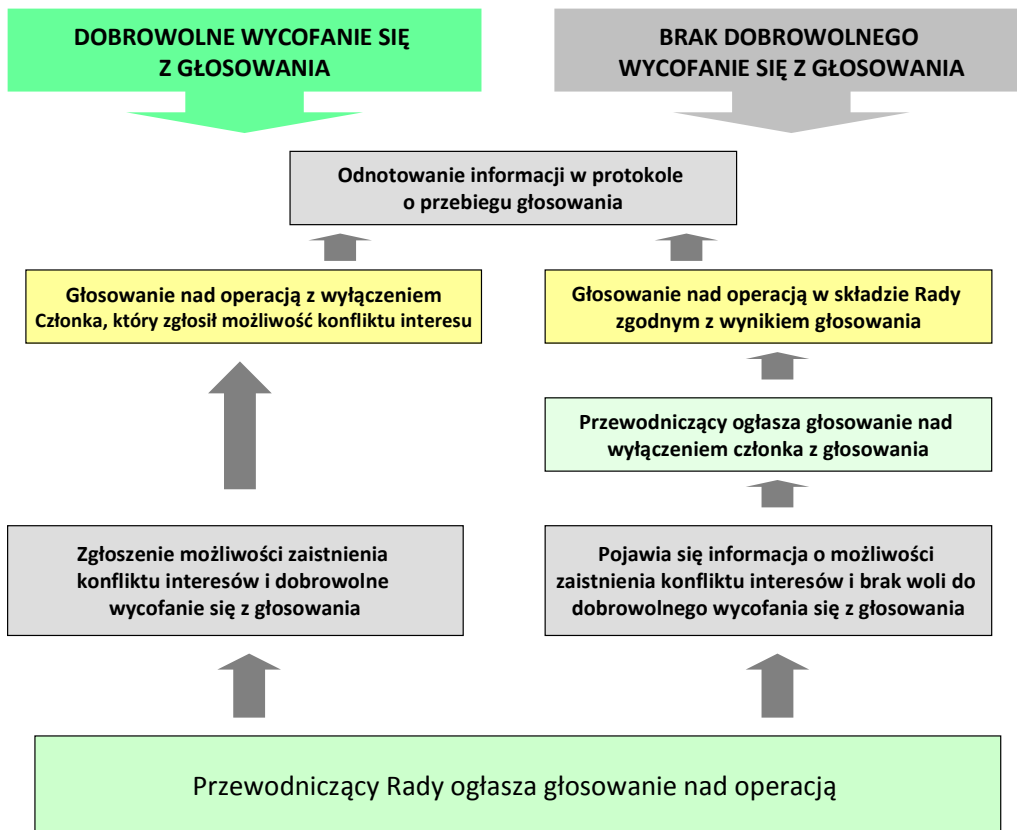 DOBROWOLNE WYCOFANIE SIĘ
Z GŁOSOWANIA
BRAK DOBROWOLNEGO
WYCOFANIE SIĘ Z GŁOSOWANIA
Odnotowanie informacji w protokole
o przebiegu głosowania
Głosowanie nad operacją z wyłączeniem
Członka, który zgłosił możliwość konfliktu interesu
Głosowanie nad operacją w składzie Rady
zgodnym z wynikiem głosowania
Przewodniczący ogłasza głosowanie nad
wyłączeniem członka z głosowania
Zgłoszenie możliwości zaistnienia
konfliktu interesów i dobrowolne
wycofanie się z głosowania
Pojawia się informacja o możliwości
zaistnienia konfliktu interesów i brak woli do
dobrowolnego wycofania się z głosowania
Przewodniczący Rady ogłasza głosowanie nad operacją